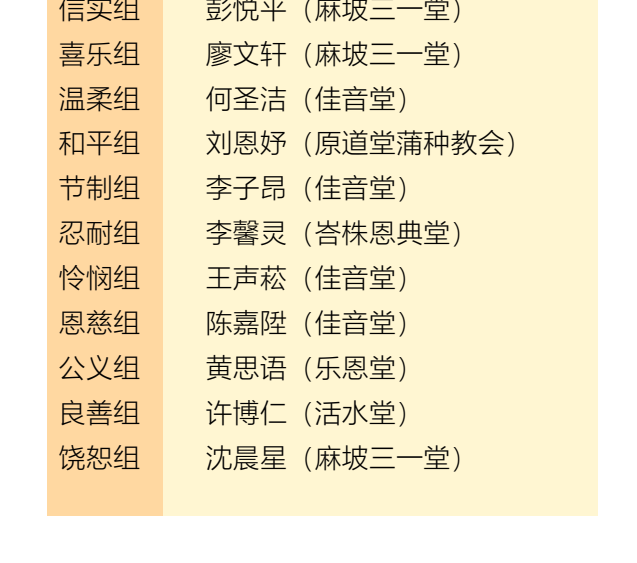 信实组 彭悦平（麻坡三一堂）
喜乐组 廖文轩（麻坡三一堂）
温柔组 何圣洁（佳音堂）
和平组 刘恩妤（原道堂蒲种教会）
节制组 李子昂（佳音堂）
忍耐组 李馨灵（峇株恩典堂）
怜悯组 王声菘（佳音堂）
恩慈组 陈嘉陞（佳音堂）
公义组 黄思语（乐恩堂）
良善组 许博仁（活水堂）
饶恕组 沈晨星（麻坡三一堂）